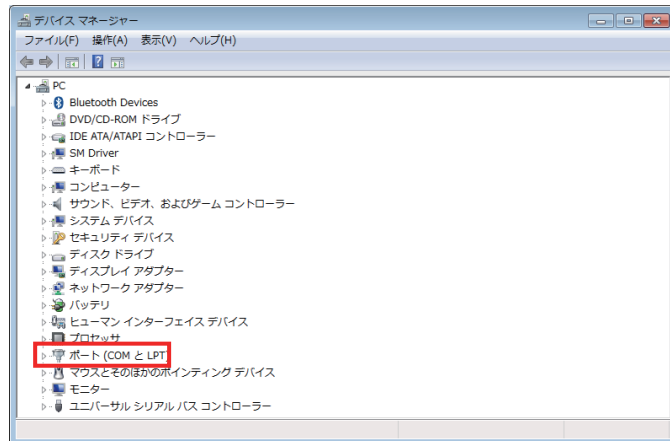 デバイス マネージャー
ファイル(F) 操作(A) 表示(V) ヘルプ(H)
PC
Bluetooth Devices
DVD/CD-ROM ドライブ
IDE ATA/ATAPI コントローラー
SM Driver
キーボード
コンピューター
サウンド、ビデオ、およびゲーム コントローラー
システム デバイス
セキュリティ デバイス
ディスク ドライブ
ディスプレイ アダプター
ネットワーク アダプター
バッテリ
ヒューマン インターフェイス デバイス
プロセッサ
ポート (COM と LPT)
マウスとそのほかのポインティング デバイス
モニター
ユニバーサル シリアル バス コントローラー